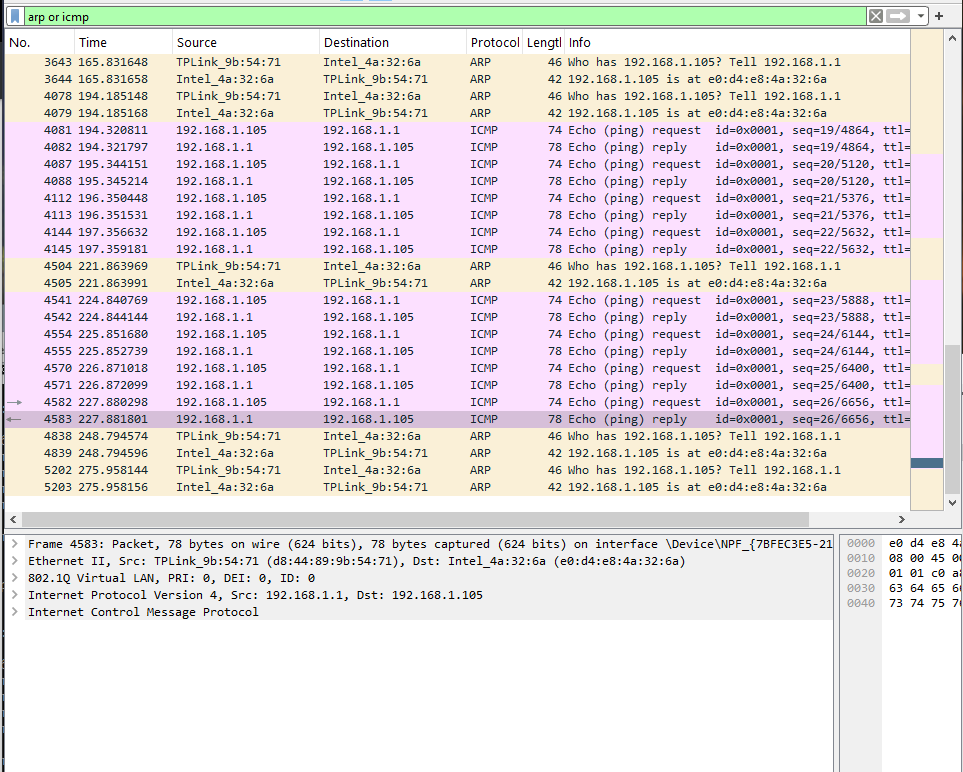 arp or icmp
No. Time Source Destination Protocol Lengtl Info
3643 165.831648 TPLink_9b:54:71 Intel_4a:32:6a ARP 46 Who has 192.168.1.105? Tell 192.168.1.1
3644 165.831658 Intel_4a:32:6a TPLink_9b:54:71 ARP 42 192.168.1.105 is at e0:d4:e8:4a:32:6a
4078 194.185148 TPLink_9b:54:71 Intel_4a:32:6a ARP 46 Who has 192.168.1.105? Tell 192.168.1.1
4079 194.185168 Intel_4a:32:6a TPLink_9b:54:71 ARP 42 192.168.1.105 is at e0:d4:e8:4a:32:6a
4081 194.320811 192.168.1.105 192.168.1.1 ICMP 74 Echo (ping) request id=0x0001, seq=19/4864, ttl=
4082 194.321797 192.168.1.1 192.168.1.105 ICMP 78 Echo (ping) reply id=0x0001, seq=19/4864, ttl=
4087 195.344151 192.168.1.105 192.168.1.1 ICMP 74 Echo (ping) request id=0x0001, seq=20/5120, ttl=
4088 195.345214 192.168.1.1 192.168.1.105 ICMP 78 Echo (ping) reply id=0x0001, seq=20/5120, ttl=
4112 196.350448 192.168.1.105 192.168.1.1 ICMP 74 Echo (ping) request id=0x0001, seq=21/5376, ttl=
4113 196.351531 192.168.1.1 192.168.1.105 ICMP 78 Echo (ping) reply id=0x0001, seq=21/5376, ttl=
4144 197.356632 192.168.1.105 192.168.1.1 ICMP 74 Echo (ping) request id=0x0001, seq=22/5632, ttl=
4145 197.359181 192.168.1.1 192.168.1.105 ICMP 78 Echo (ping) reply id=0x0001, seq=22/5632, ttl=
4504 221.863969 TPLink_9b:54:71 Intel_4a:32:6a ARP 46 Who has 192.168.1.105? Tell 192.168.1.1
4505 221.863991 Intel_4a:32:6a TPLink_9b:54:71 ARP 42 192.168.1.105 is at e0:d4:e8:4a:32:6a
4541 224.840769 192.168.1.105 192.168.1.1 ICMP 74 Echo (ping) request id=0x0001, seq=23/5888, ttl=
4542 224.844144 192.168.1.1 192.168.1.105 ICMP 78 Echo (ping) reply id=0x0001, seq=23/5888, ttl=
4554 225.851680 192.168.1.105 192.168.1.1 ICMP 74 Echo (ping) request id=0x0001, seq=24/6144, ttl=
4555 225.852739 192.168.1.1 192.168.1.105 ICMP 78 Echo (ping) reply id=0x0001, seq=24/6144, ttl=
4570 226.871018 192.168.1.105 192.168.1.1 ICMP 74 Echo (ping) request id=0x0001, seq=25/6400, ttl=
4571 226.872099 192.168.1.1 192.168.1.105 ICMP 78 Echo (ping) reply id=0x0001, seq=25/6400, ttl=
4582 227.880298 192.168.1.105 192.168.1.1 ICMP 74 Echo (ping) request id=0x0001, seq=26/6656, ttl=
4583 227.881801 192.168.1.1 192.168.1.105 ICMP 78 Echo (ping) reply id=0x0001, seq=26/6656, ttl=
4838 248.794574 TPLink_9b:54:71 Intel_4a:32:6a ARP 46 Who has 192.168.1.105? Tell 192.168.1.1
4839 248.794596 Intel_4a:32:6a TPLink_9b:54:71 ARP 42 192.168.1.105 is at e0:d4:e8:4a:32:6a
5202 275.958144 TPLink_9b:54:71 Intel_4a:32:6a ARP 46 Who has 192.168.1.105? Tell 192.168.1.1
5203 275.958156 Intel_4a:32:6a TPLink_9b:54:71 ARP 42 192.168.1.105 is at e0:d4:e8:4a:32:6a
Frame 4583: Packet, 78 bytes on wire (624 bits), 78 bytes captured (624 bits) on interface \Device\NPF_{7BFEC3E5-21
Ethernet II, Src: TPLink_9b:54:71 (d8:44:89:9b:54:71), Dst: Intel_4a:32:6a (e0:d4:e8:4a:32:6a)
802.1Q Virtual LAN, PRI: 0, DEI: 0, ID: 0
Internet Protocol Version 4, Src: 192.168.1.1, Dst: 192.168.1.105
Internet Control Message Protocol
0000 e0 d4 e8 4a
0010 08 00 45 00
0020 01 01 c0 a8
0030 63 64 65 66
0040 73 74 75 76